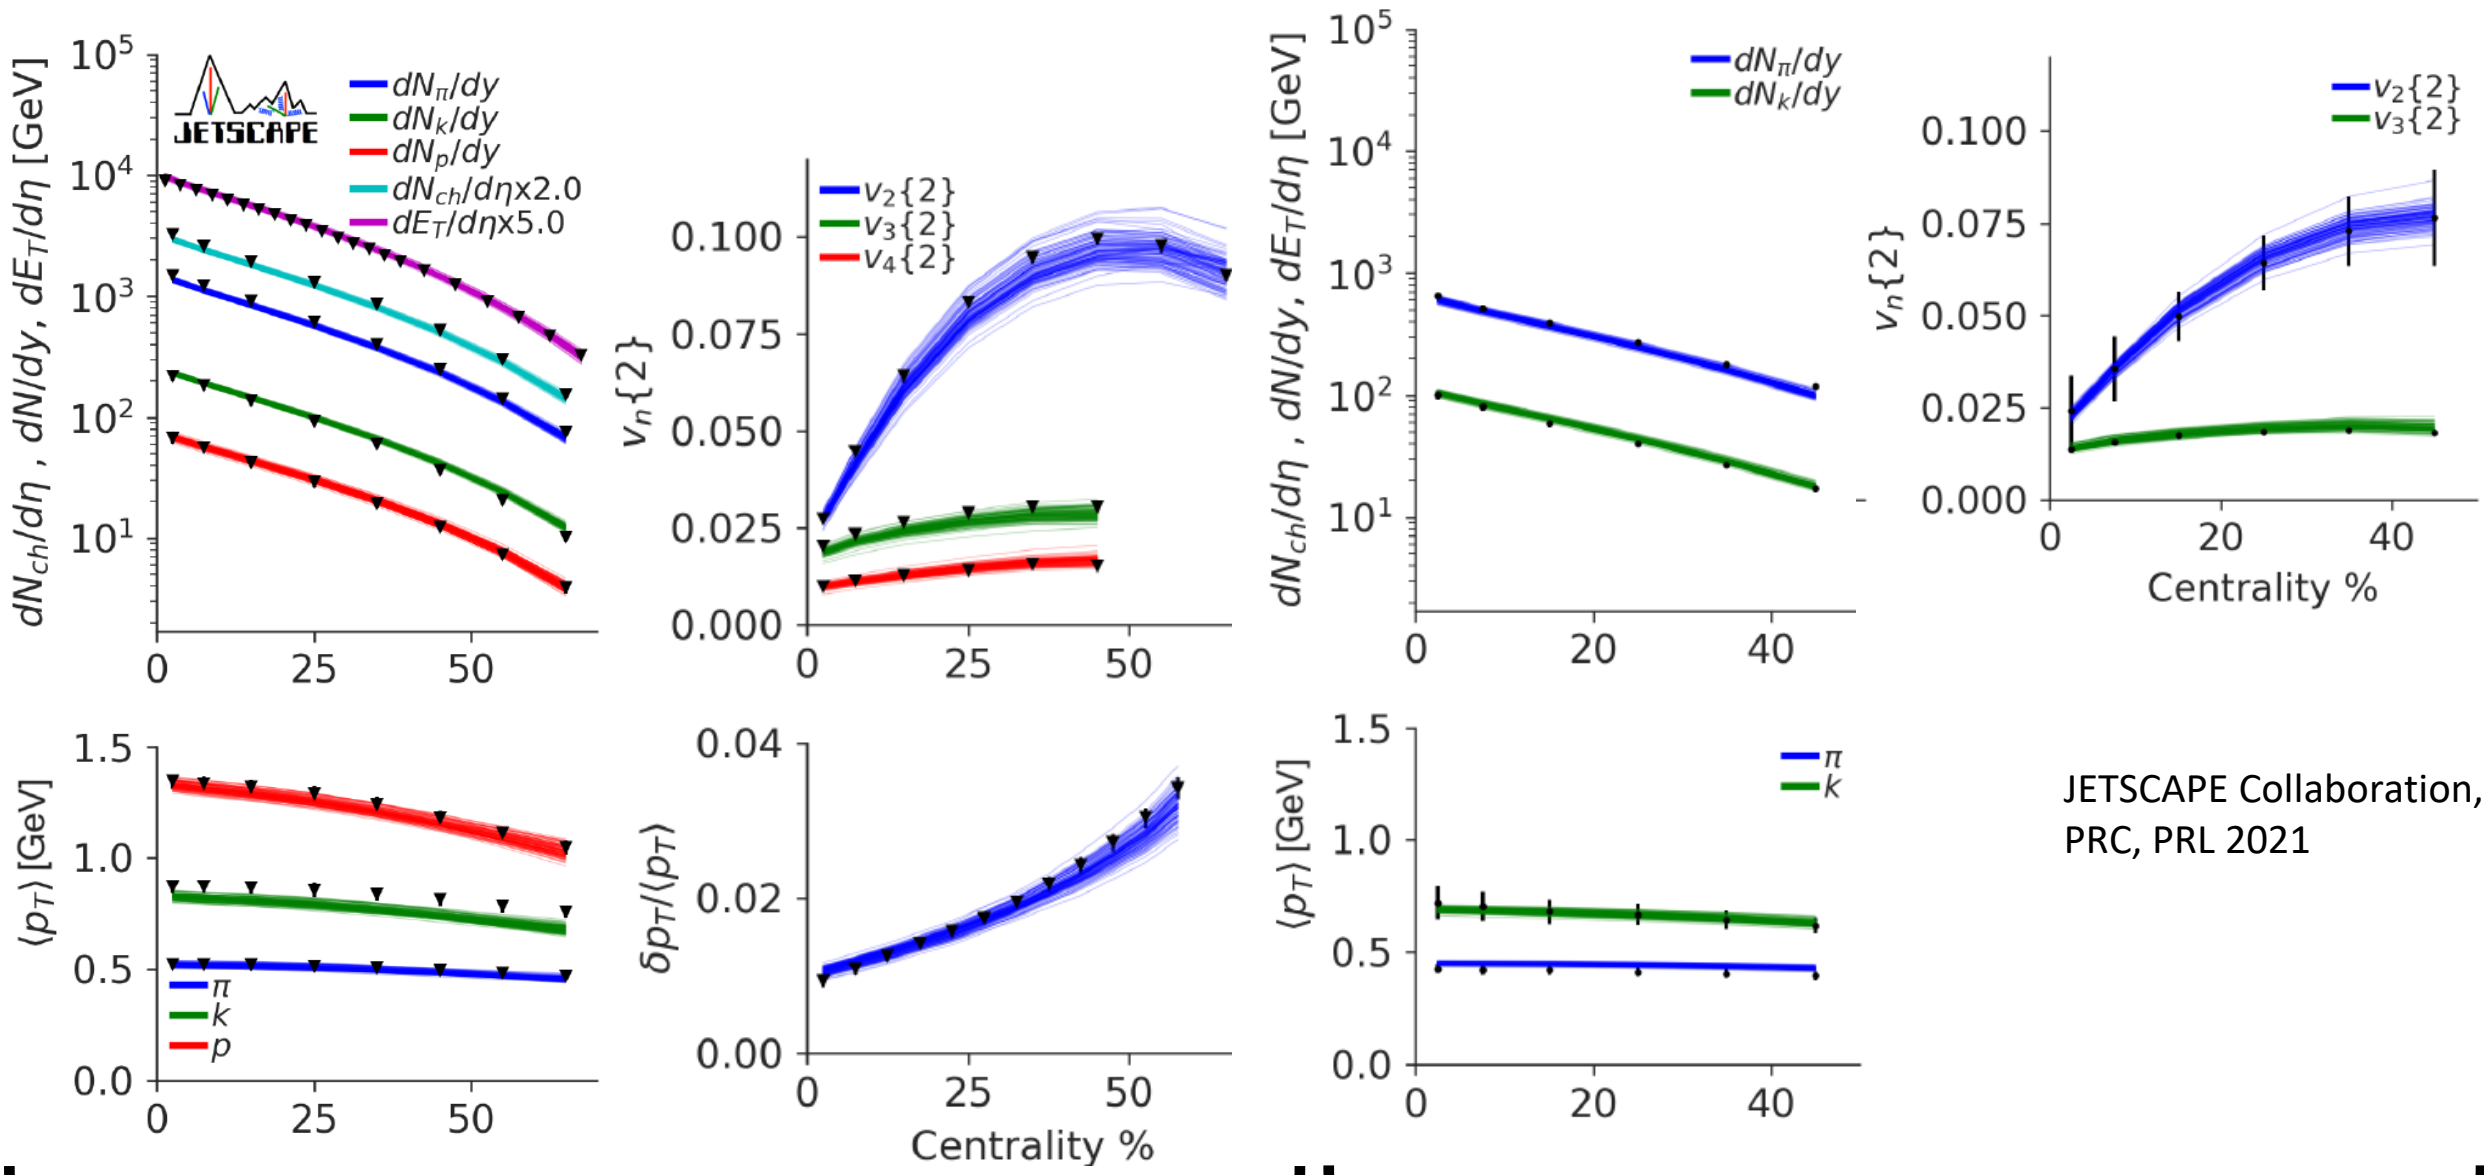 dN_ch/dη , dN/dy, dE_T/dη [GeV]
10^5
10^4
10^3
10^2
10^1
JETSCAPE
dN_π/dy
dN_k/dy
dN_p/dy
dN_ch/dηx2.0
dE_T/dηx5.0
0 25 50
v_n{2}
0.100
0.075
0.050
0.025
0.000
v_2{2}
v_3{2}
v_4{2}
0 25 50
dN_ch/dη , dN/dy, dE_T/dη [GeV]
10^5
10^4
10^3
10^2
10^1
dN_π/dy
dN_k/dy
0 20 40
v_n{2}
0.100
0.075
0.050
0.025
0.000
v_2{2}
v_3{2}
0 20 40
Centrality %
⟨p_T⟩ [GeV]
1.5
1.0
0.5
0.0
π
k
p
0 25 50
δp_T/⟨p_T⟩
0.04
0.02
0.00
0 25 50
Centrality %
⟨p_T⟩ [GeV]
1.5
1.0
0.5
0.0
π
k
0 20 40
JETSCAPE Collaboration,
PRC, PRL 2021